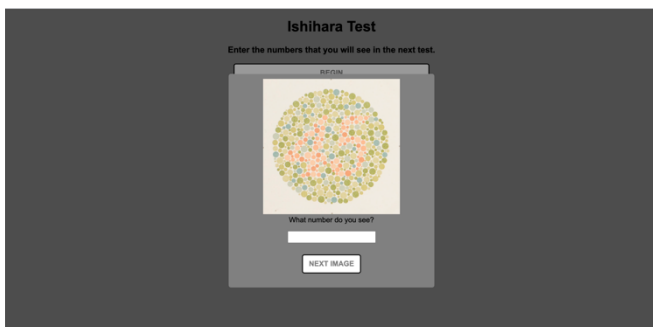 Ishihara Test
Enter the numbers that you will see in the next test.
BEGIN
45
What number do you see?
NEXT IMAGE